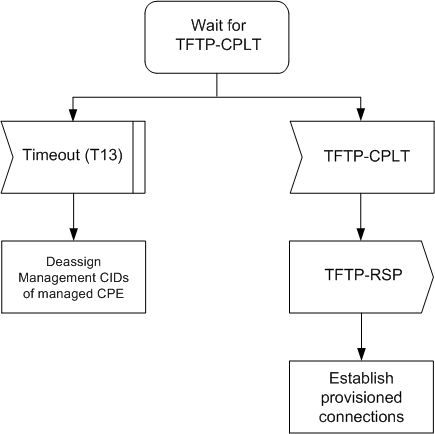 Wait for
TFTP-CPLT
Timeout (T13)
TFTP-CPLT
Deassign
Management CIDs
of managed CPE
TFTP-RSP
Establish
provisioned
connections